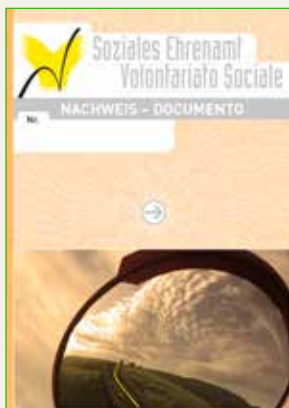 Soziales Ehrenamt
Volontariato Sociale
NACHWEIS - DOCUMENTO
Nr.